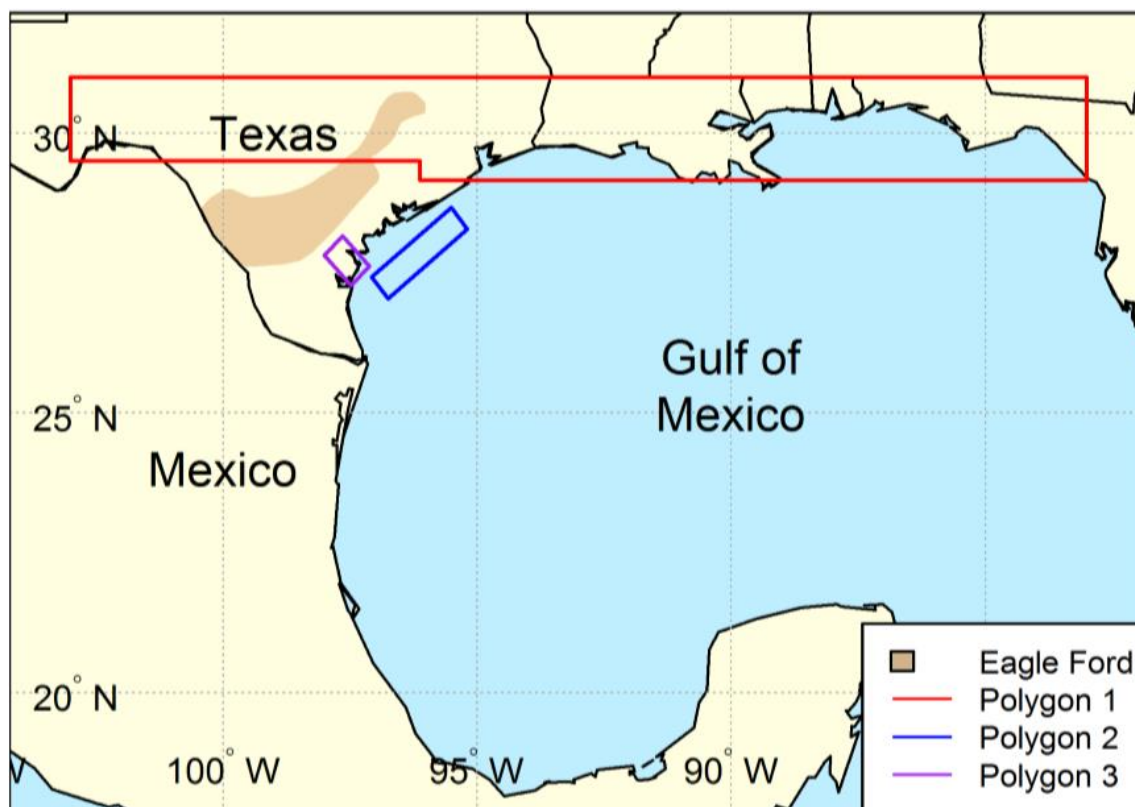 30° N
Texas
Gulf of
Mexico
25° N
Mexico
20° N
W
100° W
95° W
90° W
Eagle Ford
Polygon 1
Polygon 2
Polygon 3